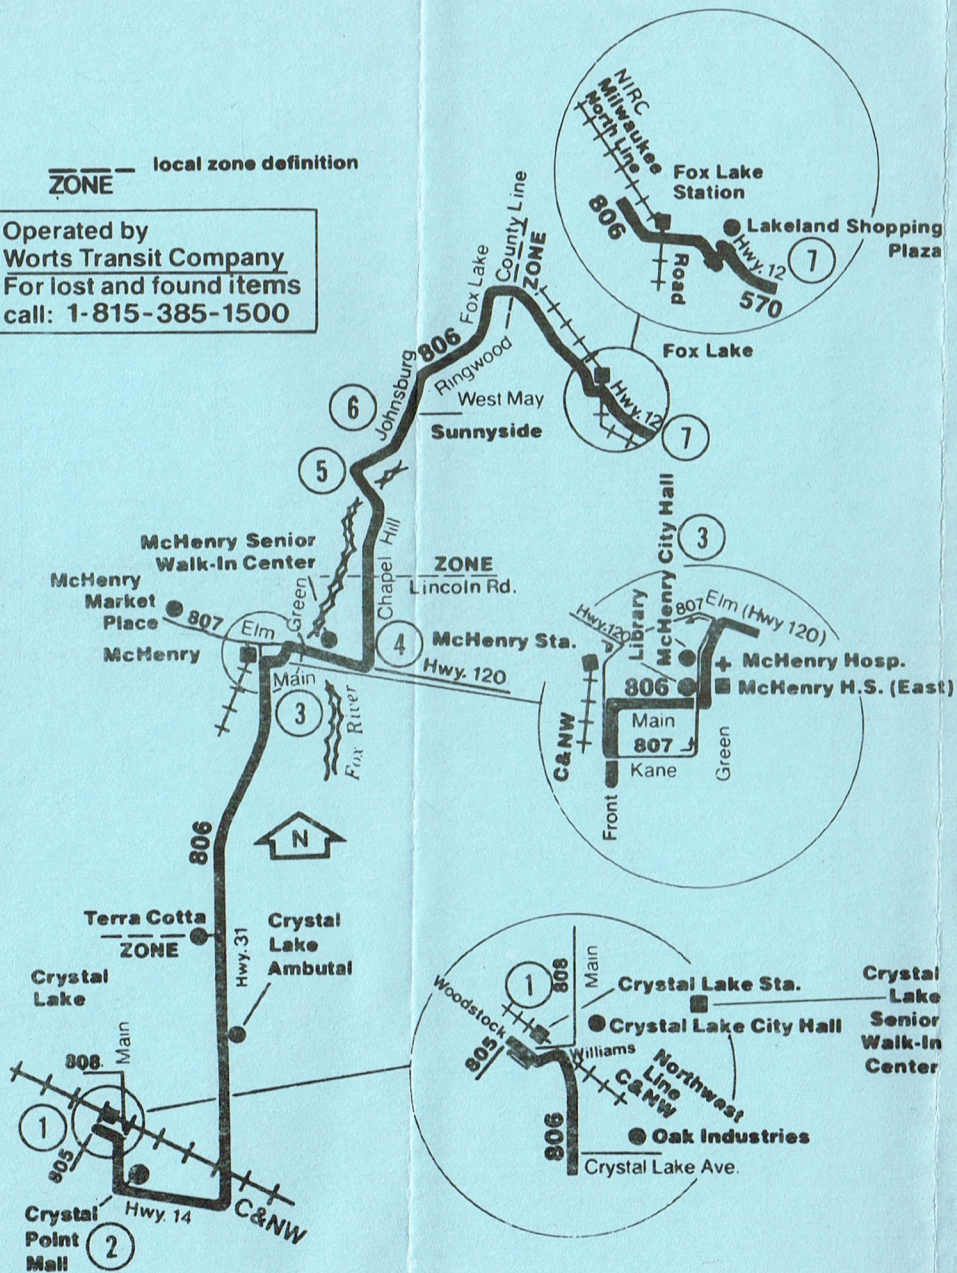 NIRC
Milwaukee
North Line
Fox Lake
Station
806
Lakeland Shopping
Plaza
Hwy. 12
7
Road
570
Fox Lake
ZONE
local zone definition
Operated by
Worts Transit Company
For lost and found items
call: 1-815-385-1500
County Line
ZONE
Fox Lake
806
Ringwood
Johnsburg
6
West May
Sunnyside
Hwy. 12
7
5
Chapel Hill
McHenry Senior
Walk-In Center
ZONE
Lincoln Rd.
McHenry
Market
Place
807
Elm
Green
McHenry
Main
3
4
McHenry Sta.
Hwy. 120
Fox River
3
McHenry City Hall
Library
Hwy. 120
807
Elm (Hwy 120)
McHenry Hosp.
McHenry H.S. (East)
806
Main
807
Kane
C&NW
Front
Green
806
N
Terra Cotta
ZONE
Hwy. 31
Crystal
Lake
Ambutal
Crystal
Lake
Main
808
1
805
Crystal
Point
Mall
2
Hwy. 14
C&NW
1
808
Main
Woodstock
805
Crystal Lake Sta.
Crystal Lake City Hall
Williams
Northwest
Line
C&NW
806
Oak Industries
Crystal Lake Ave.
Crystal
Lake
Senior
Walk-In
Center